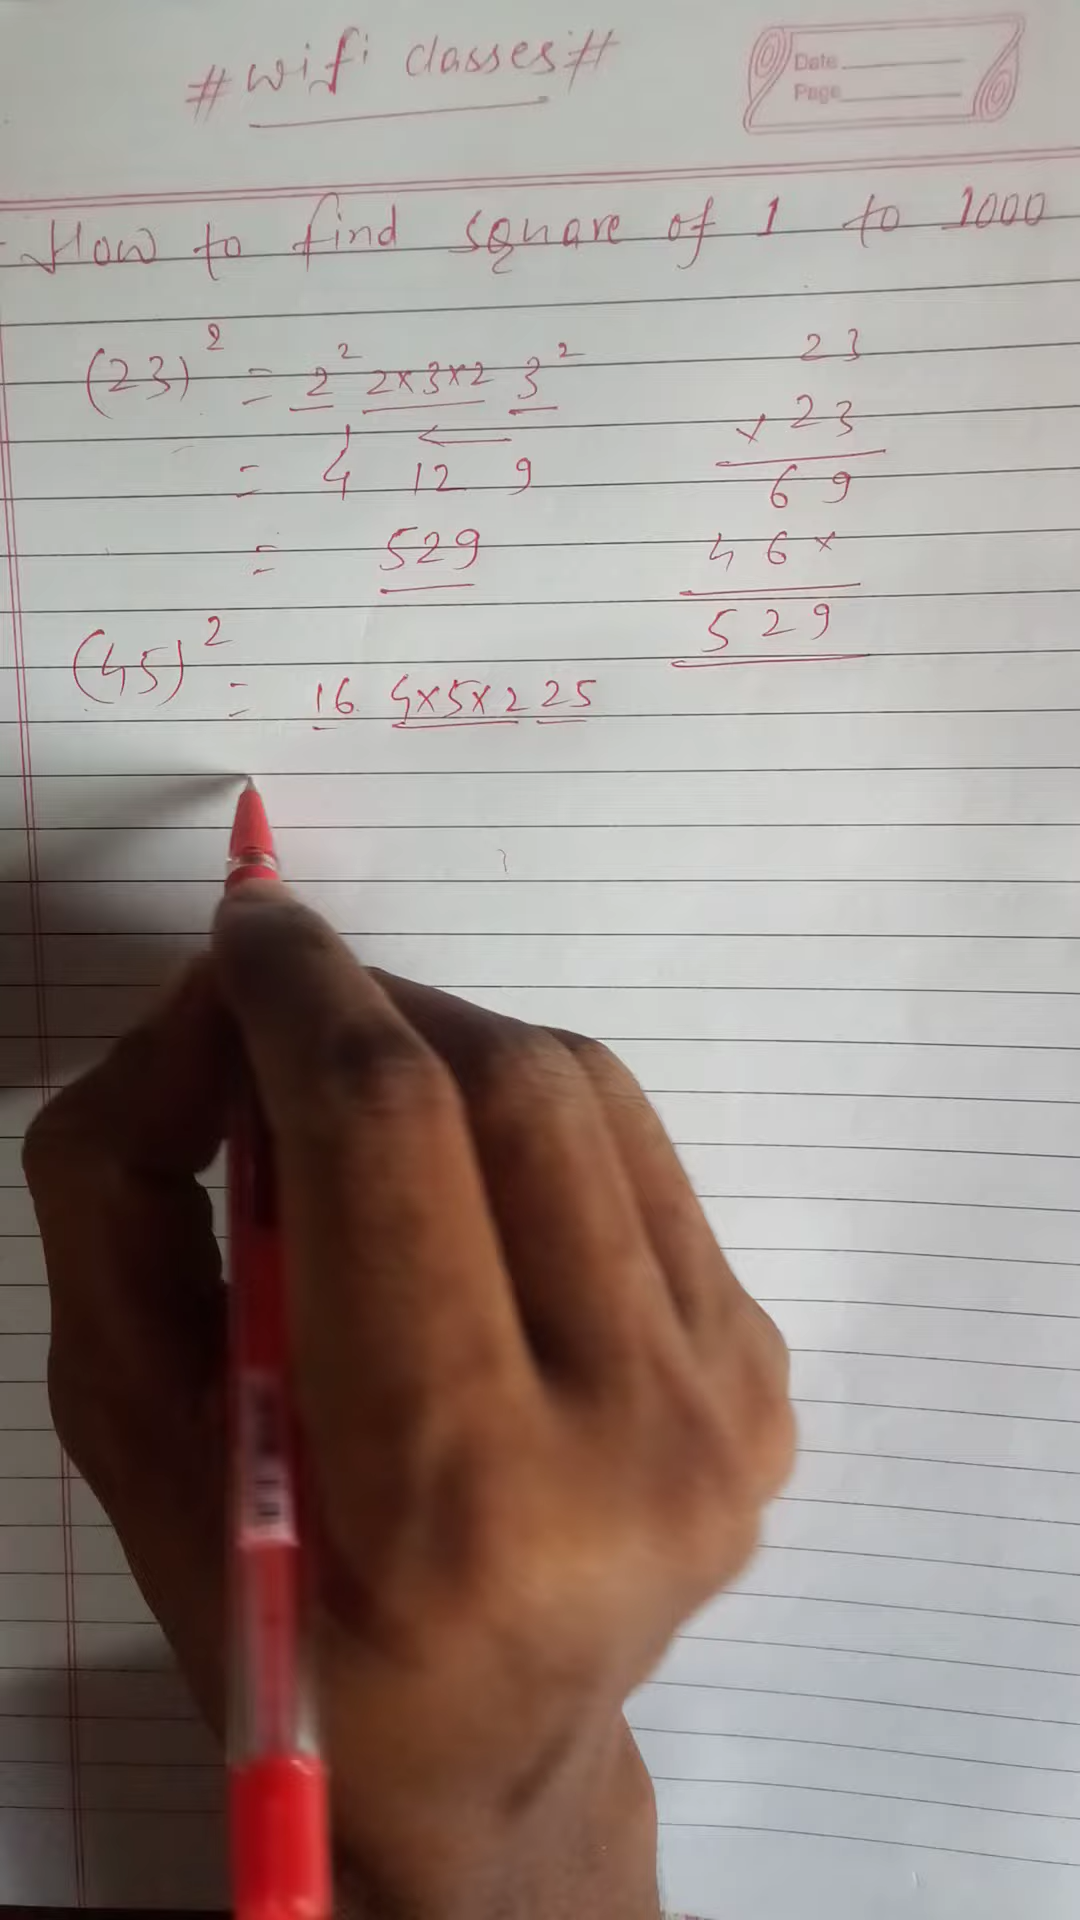 #wifi classes#
Date
Page
How to find square of 1 to 1000
(23)² = 2² 2×3×2 3²
= 4 12 9
= 529
23
×23
69
46×
529
(45)² = 16 4×5×2 25